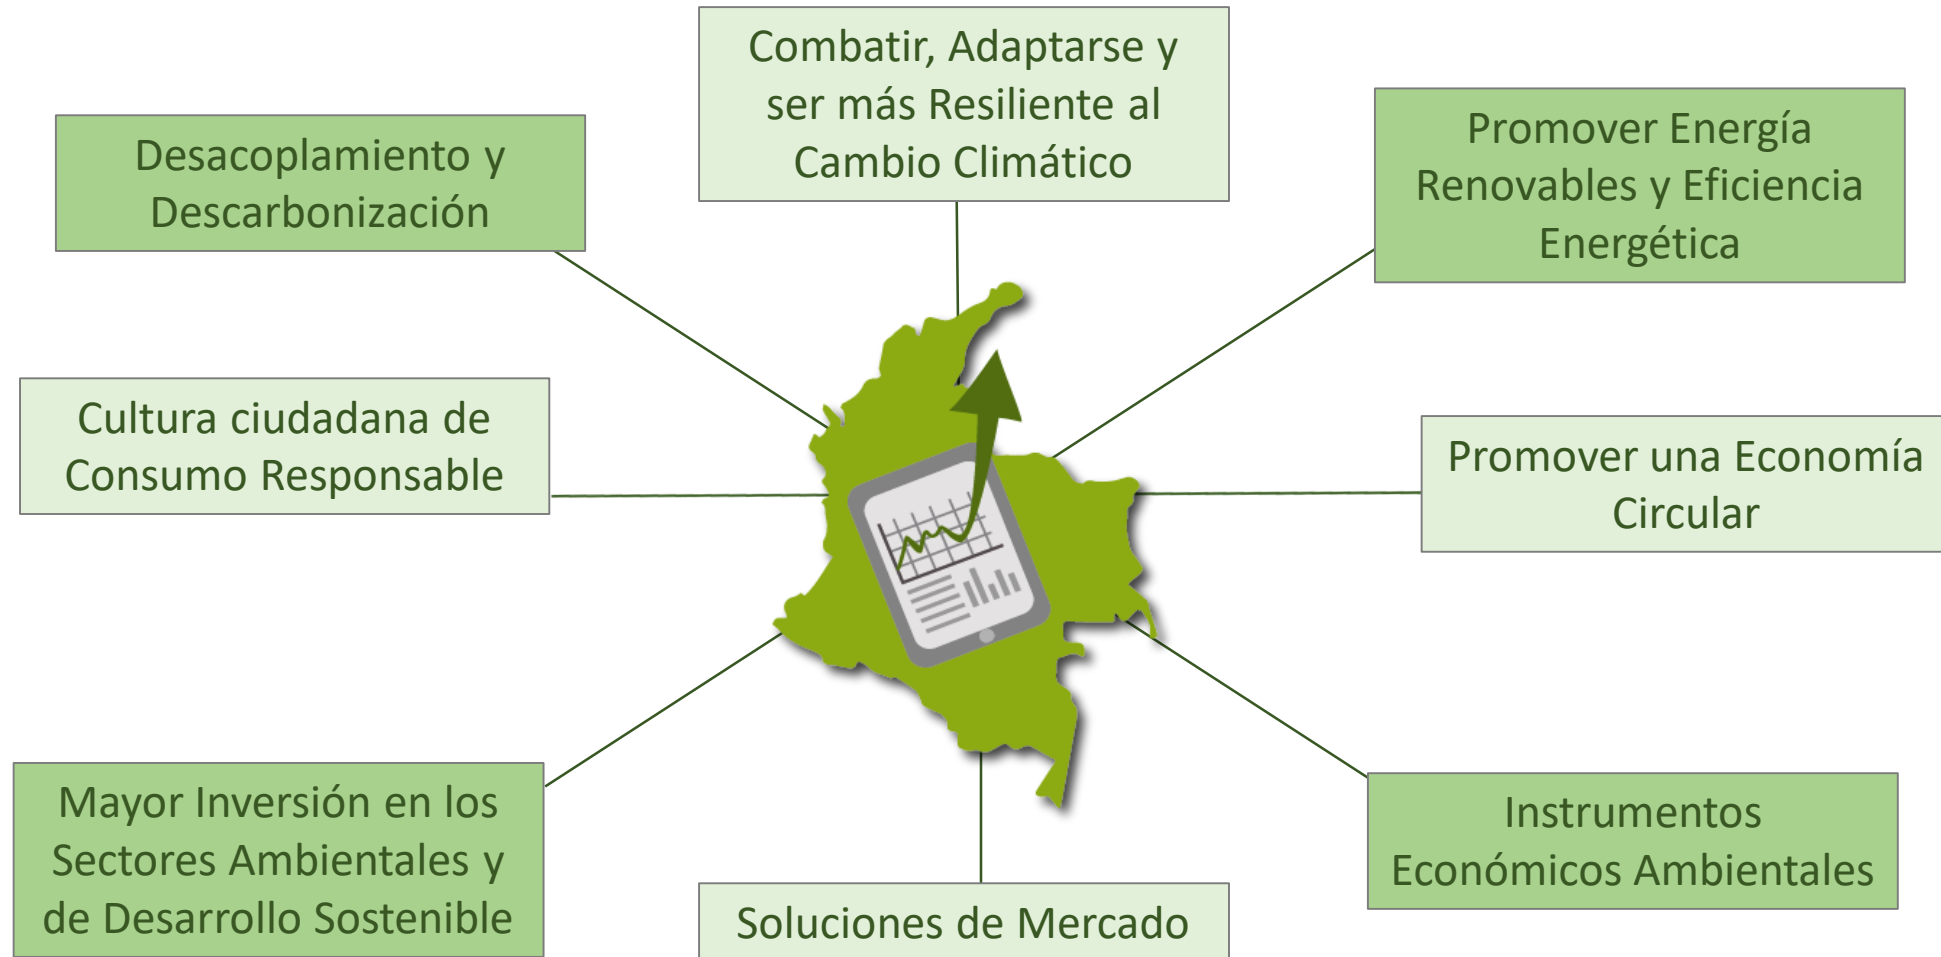 Combatir, Adaptarse y
ser más Resiliente al
Cambio Climático
Desacoplamiento y
Descarbonización
Promover Energía
Renovables y Eficiencia
Energética
Cultura ciudadana de
Consumo Responsable
Promover una Economía
Circular
Mayor Inversión en los
Sectores Ambientales y
de Desarrollo Sostenible
Instrumentos
Económicos Ambientales
Soluciones de Mercado